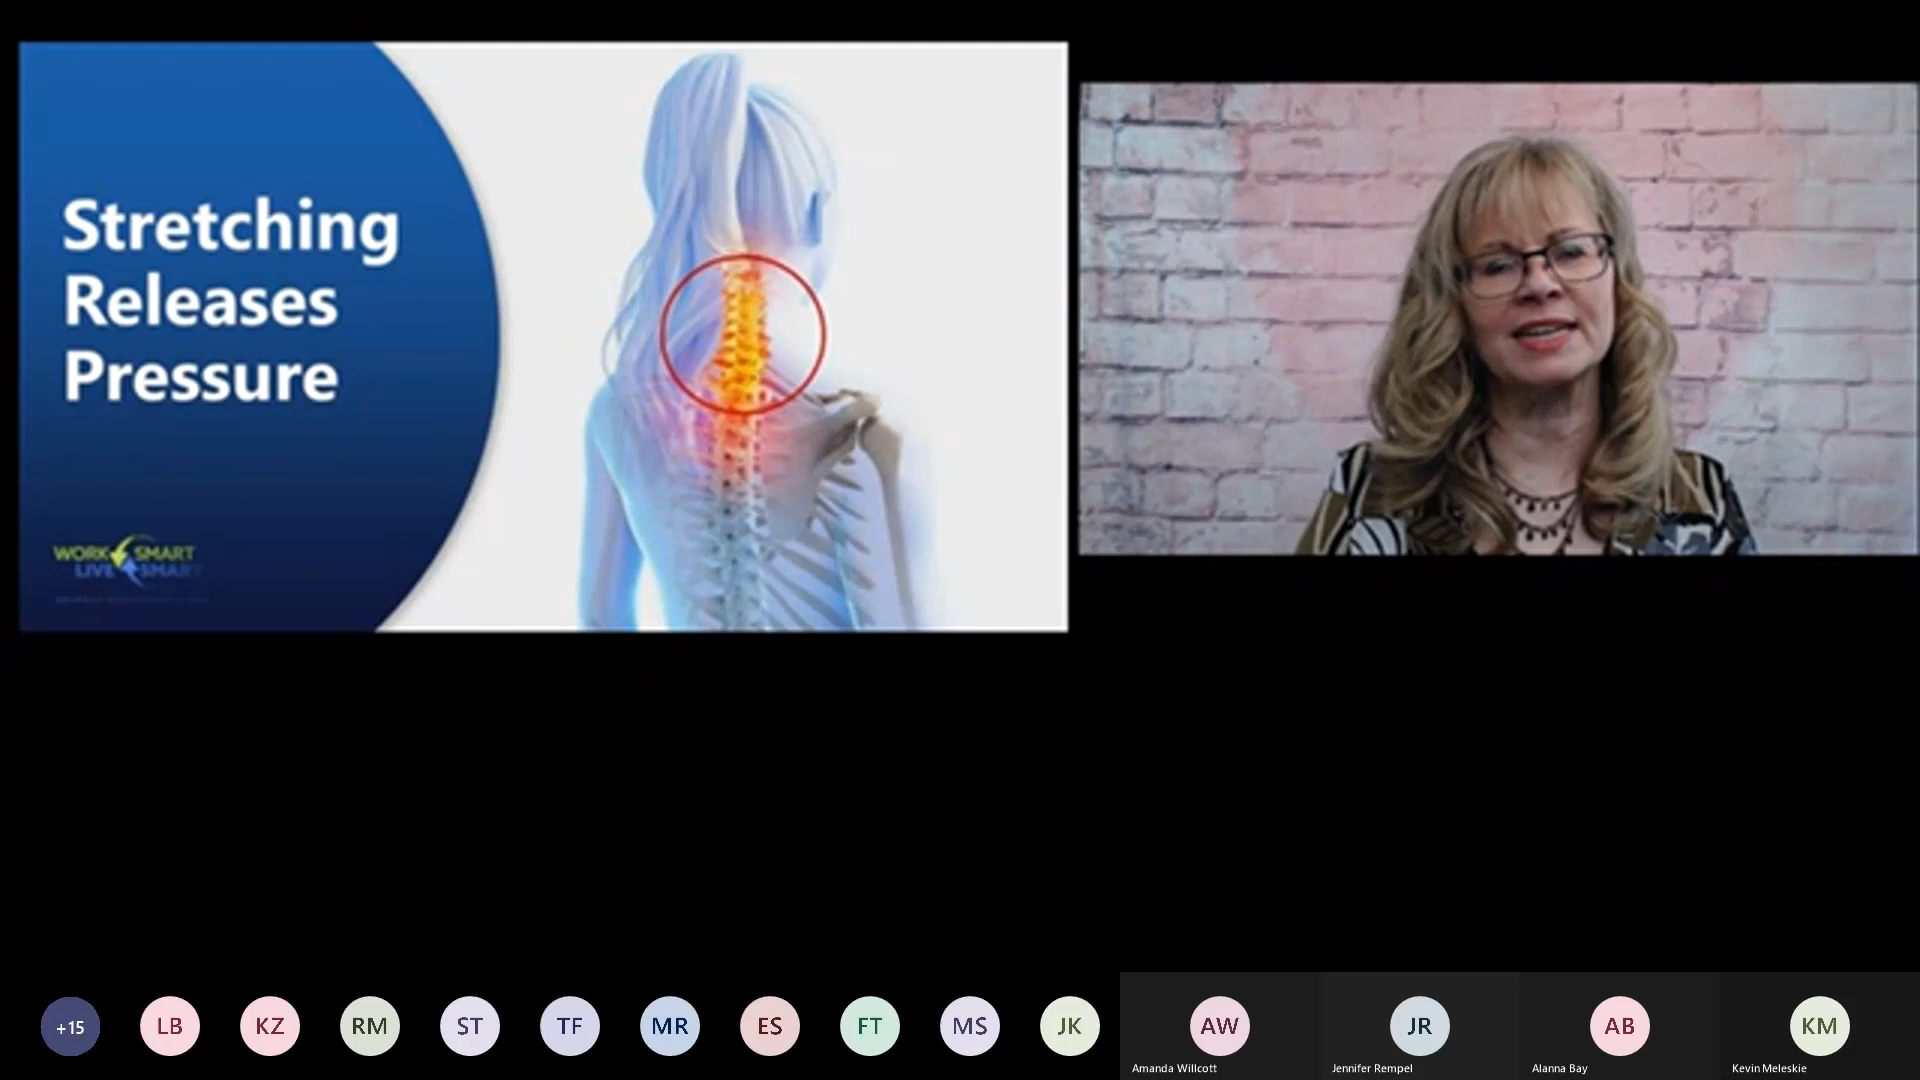 Stretching
Releases
Pressure
WORK SMART
LIVE SMART
+15
LB
KZ
RM
ST
TF
MR
ES
FT
MS
JK
AW
JR
AB
KM
Amanda Willcott
Jennifer Rempel
Alanna Bay
Kevin Meleskie